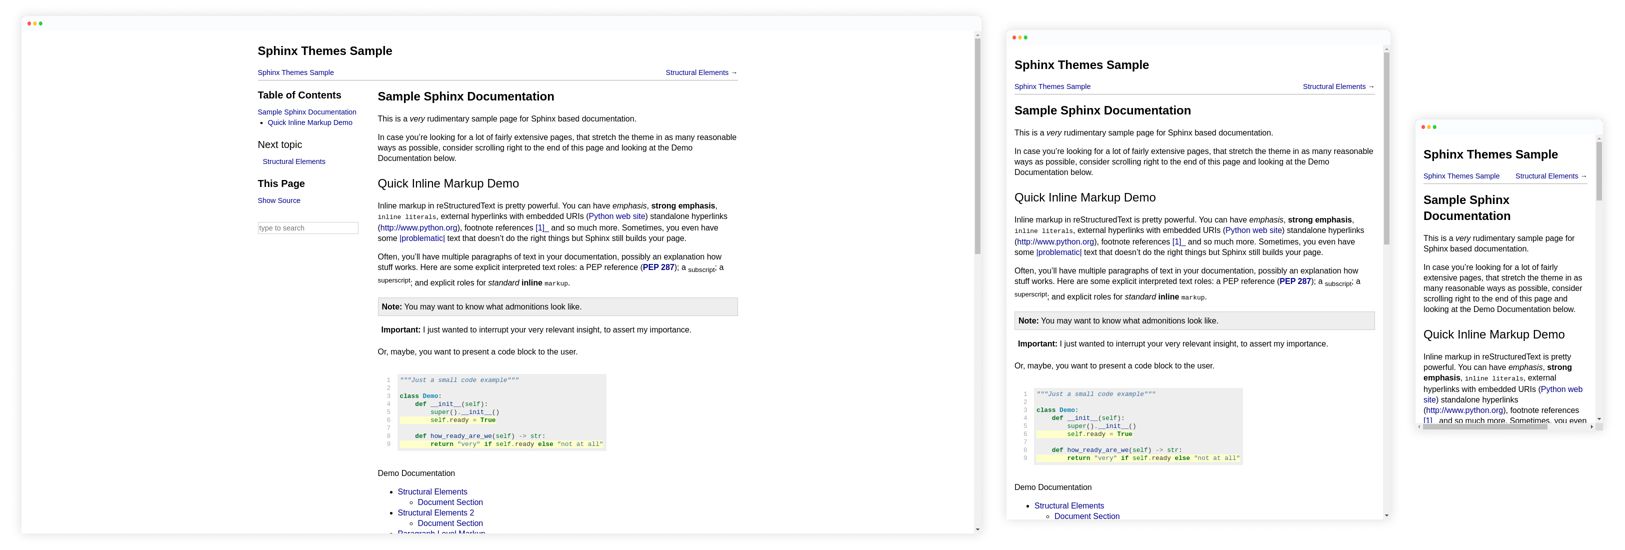 Sphinx Themes Sample
Sphinx Themes Sample
Structural Elements →
Table of Contents
Sample Sphinx Documentation
Quick Inline Markup Demo
Next topic
Structural Elements
This Page
Show Source
type to search
Sample Sphinx Documentation
This is a very rudimentary sample page for Sphinx based documentation.
In case you’re looking for a lot of fairly extensive pages, that stretch the theme in as many reasonable
ways as possible, consider scrolling right to the end of this page and looking at the Demo
Documentation below.
Quick Inline Markup Demo
Inline markup in reStructuredText is pretty powerful. You can have emphasis, strong emphasis,
inline literals, external hyperlinks with embedded URIs (Python web site) standalone hyperlinks
(http://www.python.org), footnote references [1]_ and so much more. Sometimes, you even have
some |problematic| text that doesn’t do the right things but Sphinx still builds your page.
Often, you’ll have multiple paragraphs of text in your documentation, possibly an explanation how
stuff works. Here are some explicit interpreted text roles: a PEP reference (PEP 287); a subscript; a
superscript; and explicit roles for standard inline markup.
Note: You may want to know what admonitions look like.
Important: I just wanted to interrupt your very relevant insight, to assert my importance.
Or, maybe, you want to present a code block to the user.
1 """Just a small code example"""
2
3 class Demo:
4     def __init__(self):
5         super().__init__()
6         self.ready = True
7
8     def how_ready_are_we(self) -> str:
9         return "very" if self.ready else "not at all"
Demo Documentation
Structural Elements
Document Section
Structural Elements 2
Document Section
Paragraph Level Markup
Sphinx Themes Sample
Sphinx Themes Sample
Structural Elements →
Sample Sphinx Documentation
This is a very rudimentary sample page for Sphinx based documentation.
In case you’re looking for a lot of fairly extensive pages, that stretch the theme in as many reasonable
ways as possible, consider scrolling right to the end of this page and looking at the Demo
Documentation below.
Quick Inline Markup Demo
Inline markup in reStructuredText is pretty powerful. You can have emphasis, strong emphasis,
inline literals, external hyperlinks with embedded URIs (Python web site) standalone hyperlinks
(http://www.python.org), footnote references [1]_ and so much more. Sometimes, you even have
some |problematic| text that doesn’t do the right things but Sphinx still builds your page.
Often, you’ll have multiple paragraphs of text in your documentation, possibly an explanation how
stuff works. Here are some explicit interpreted text roles: a PEP reference (PEP 287); a subscript; a
superscript; and explicit roles for standard inline markup.
Note: You may want to know what admonitions look like.
Important: I just wanted to interrupt your very relevant insight, to assert my importance.
Or, maybe, you want to present a code block to the user.
1 """Just a small code example"""
2
3 class Demo:
4     def __init__(self):
5         super().__init__()
6         self.ready = True
7
8     def how_ready_are_we(self) -> str:
9         return "very" if self.ready else "not at all"
Demo Documentation
Structural Elements
Document Section
Sphinx Themes Sample
Sphinx Themes Sample
Structural Elements →
Sample Sphinx
Documentation
This is a very rudimentary sample page for
Sphinx based documentation.
In case you’re looking for a lot of fairly
extensive pages, that stretch the theme in as
many reasonable ways as possible, consider
scrolling right to the end of this page and
looking at the Demo Documentation below.
Quick Inline Markup Demo
Inline markup in reStructuredText is pretty
powerful. You can have emphasis, strong
emphasis, inline literals, external
hyperlinks with embedded URIs (Python web
site) standalone hyperlinks
(http://www.python.org), footnote references
[1]_ and so much more. Sometimes, you even